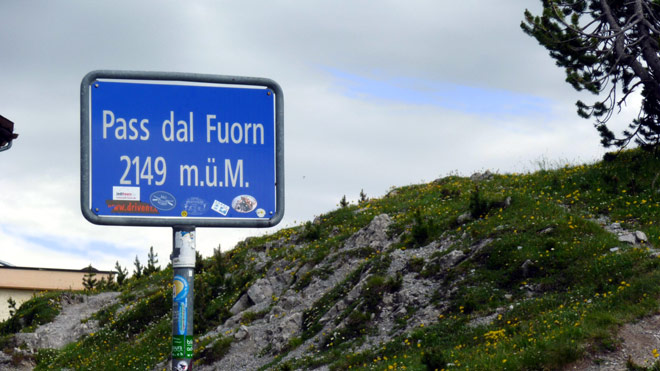 Pass dal Fuorn
2149 m.ü.M.